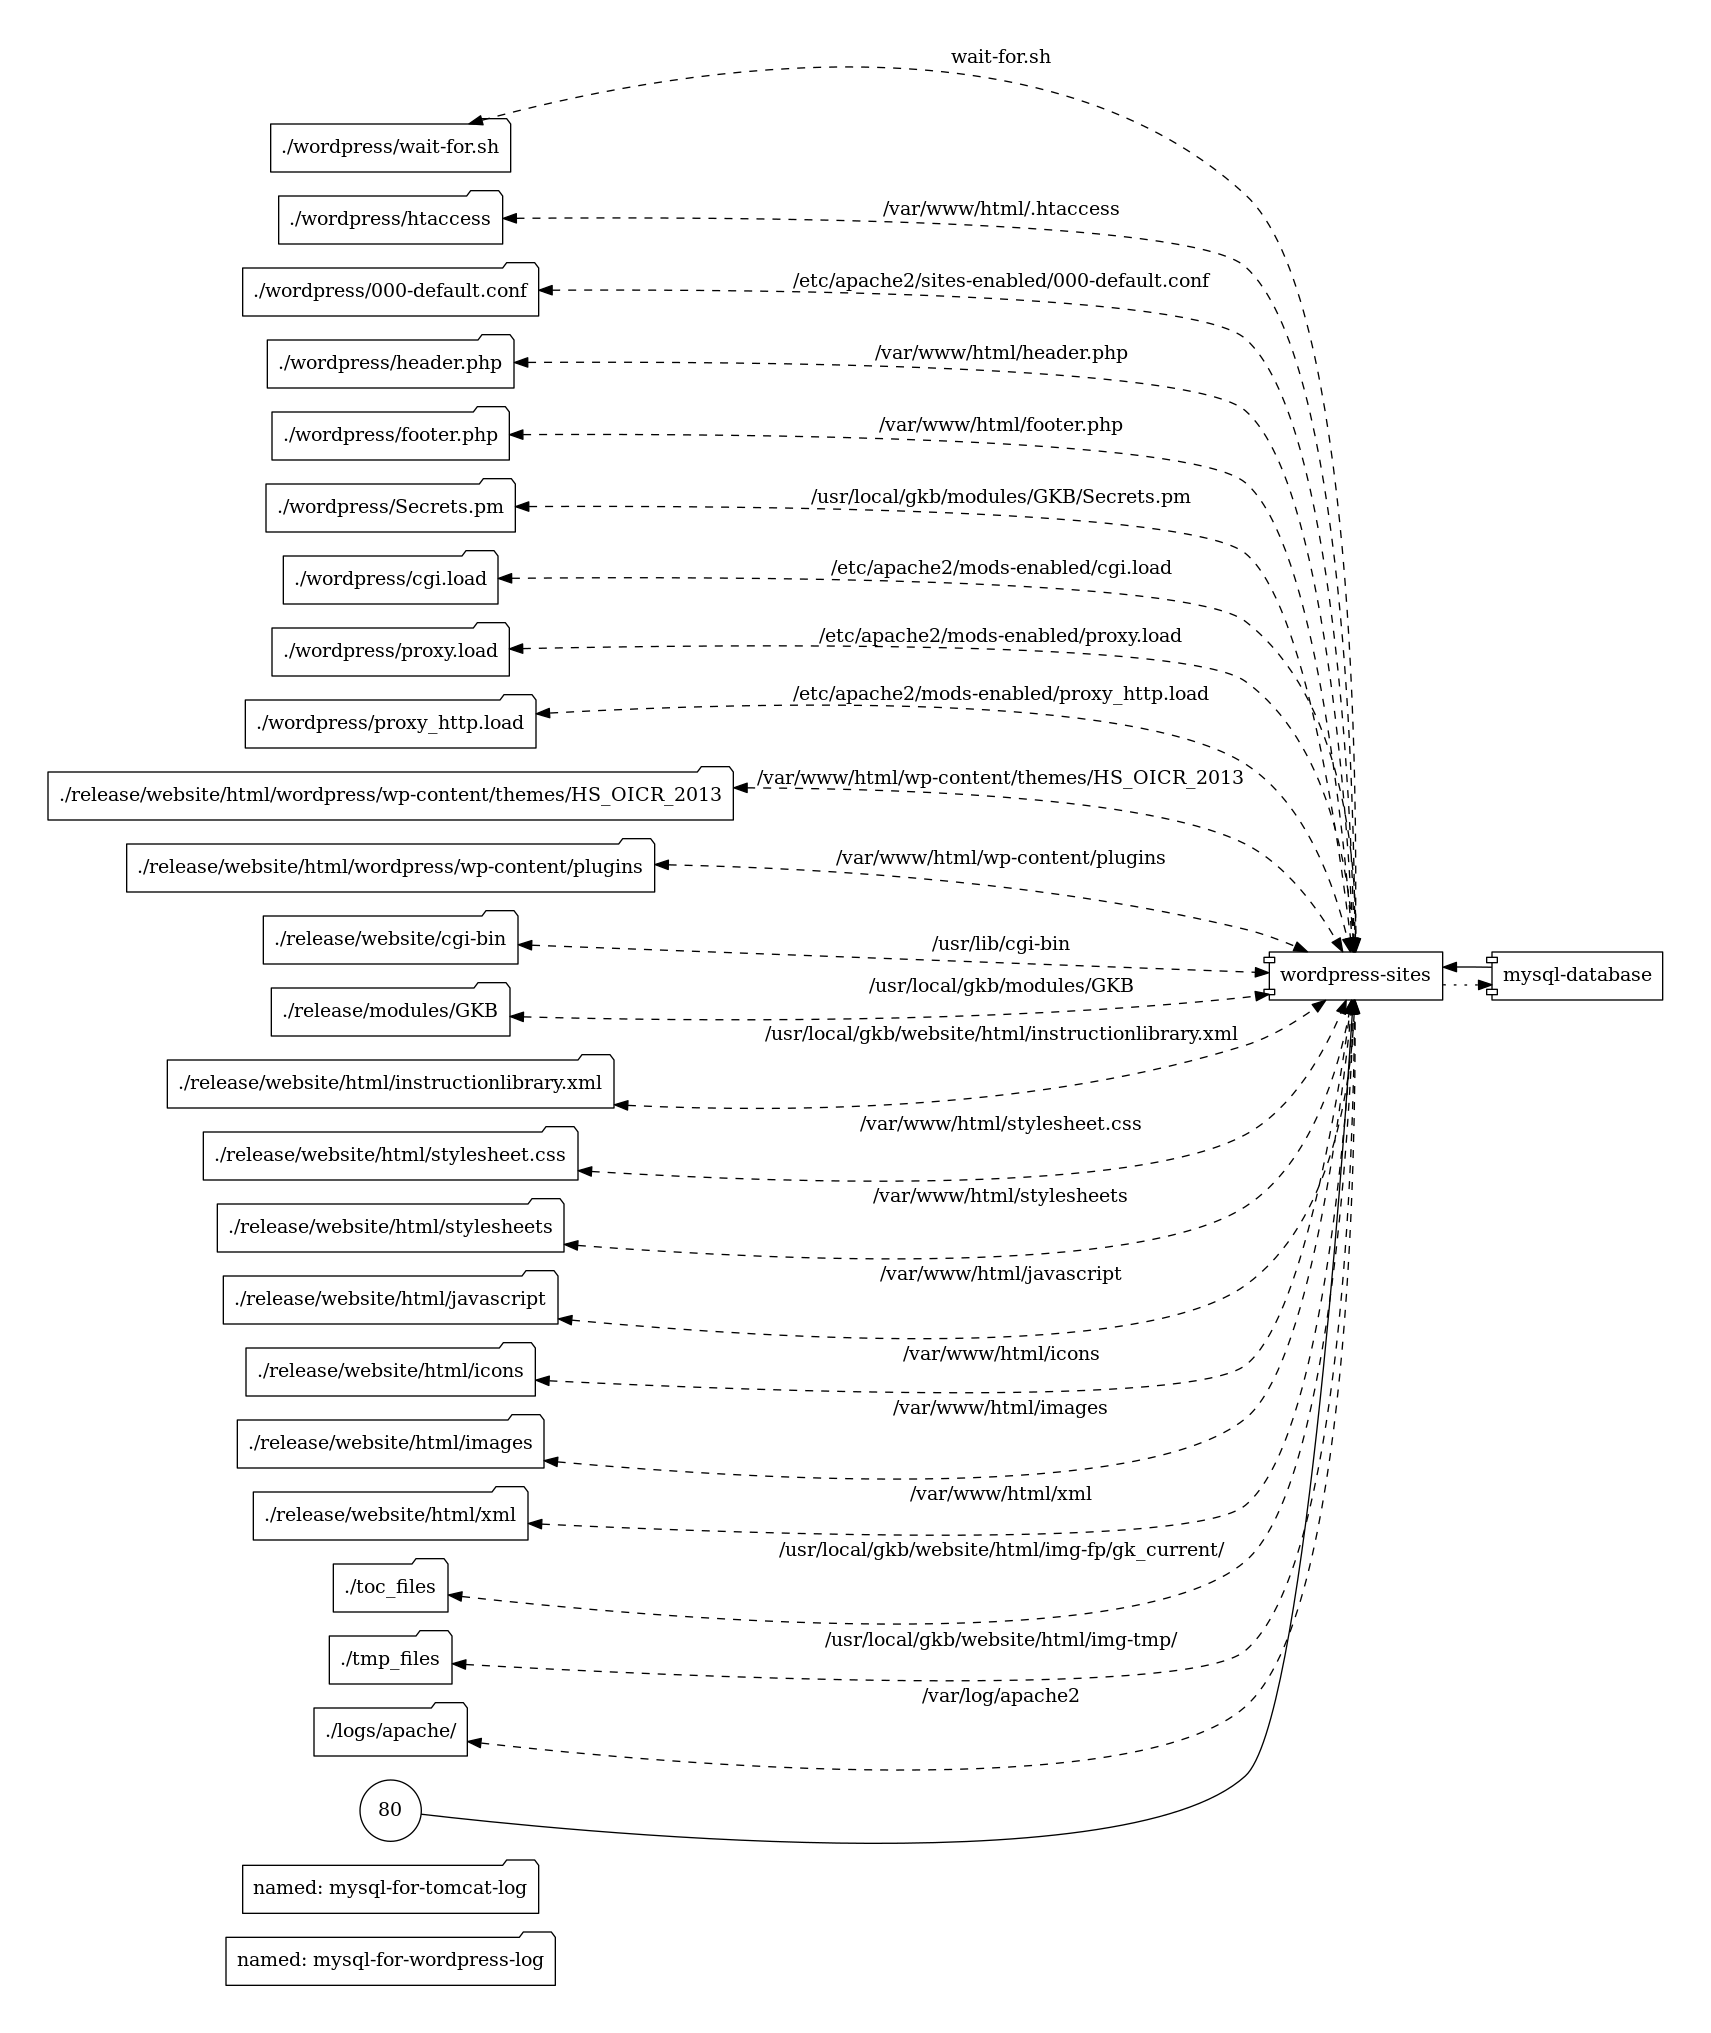 wait-for.sh
./wordpress/wait-for.sh
/var/www/html/.htaccess
./wordpress/htaccess
/etc/apache2/sites-enabled/000-default.conf
./wordpress/000-default.conf
/var/www/html/header.php
./wordpress/header.php
/var/www/html/footer.php
./wordpress/footer.php
/usr/local/gkb/modules/GKB/Secrets.pm
./wordpress/Secrets.pm
/etc/apache2/mods-enabled/cgi.load
./wordpress/cgi.load
/etc/apache2/mods-enabled/proxy.load
./wordpress/proxy.load
/etc/apache2/mods-enabled/proxy_http.load
./wordpress/proxy_http.load
/var/www/html/wp-content/themes/HS_OICR_2013
./release/website/html/wordpress/wp-content/themes/HS_OICR_2013
/var/www/html/wp-content/plugins
./release/website/html/wordpress/wp-content/plugins
/usr/lib/cgi-bin
./release/website/cgi-bin
wordpress-sites
mysql-database
/usr/local/gkb/modules/GKB
./release/modules/GKB
/usr/local/gkb/website/html/instructionlibrary.xml
./release/website/html/instructionlibrary.xml
/var/www/html/stylesheet.css
./release/website/html/stylesheet.css
/var/www/html/stylesheets
./release/website/html/stylesheets
/var/www/html/javascript
./release/website/html/javascript
/var/www/html/icons
./release/website/html/icons
/var/www/html/images
./release/website/html/images
/var/www/html/xml
./release/website/html/xml
/usr/local/gkb/website/html/img-fp/gk_current/
./toc_files
/usr/local/gkb/website/html/img-tmp/
./tmp_files
/var/log/apache2
./logs/apache/
80
named: mysql-for-tomcat-log
named: mysql-for-wordpress-log